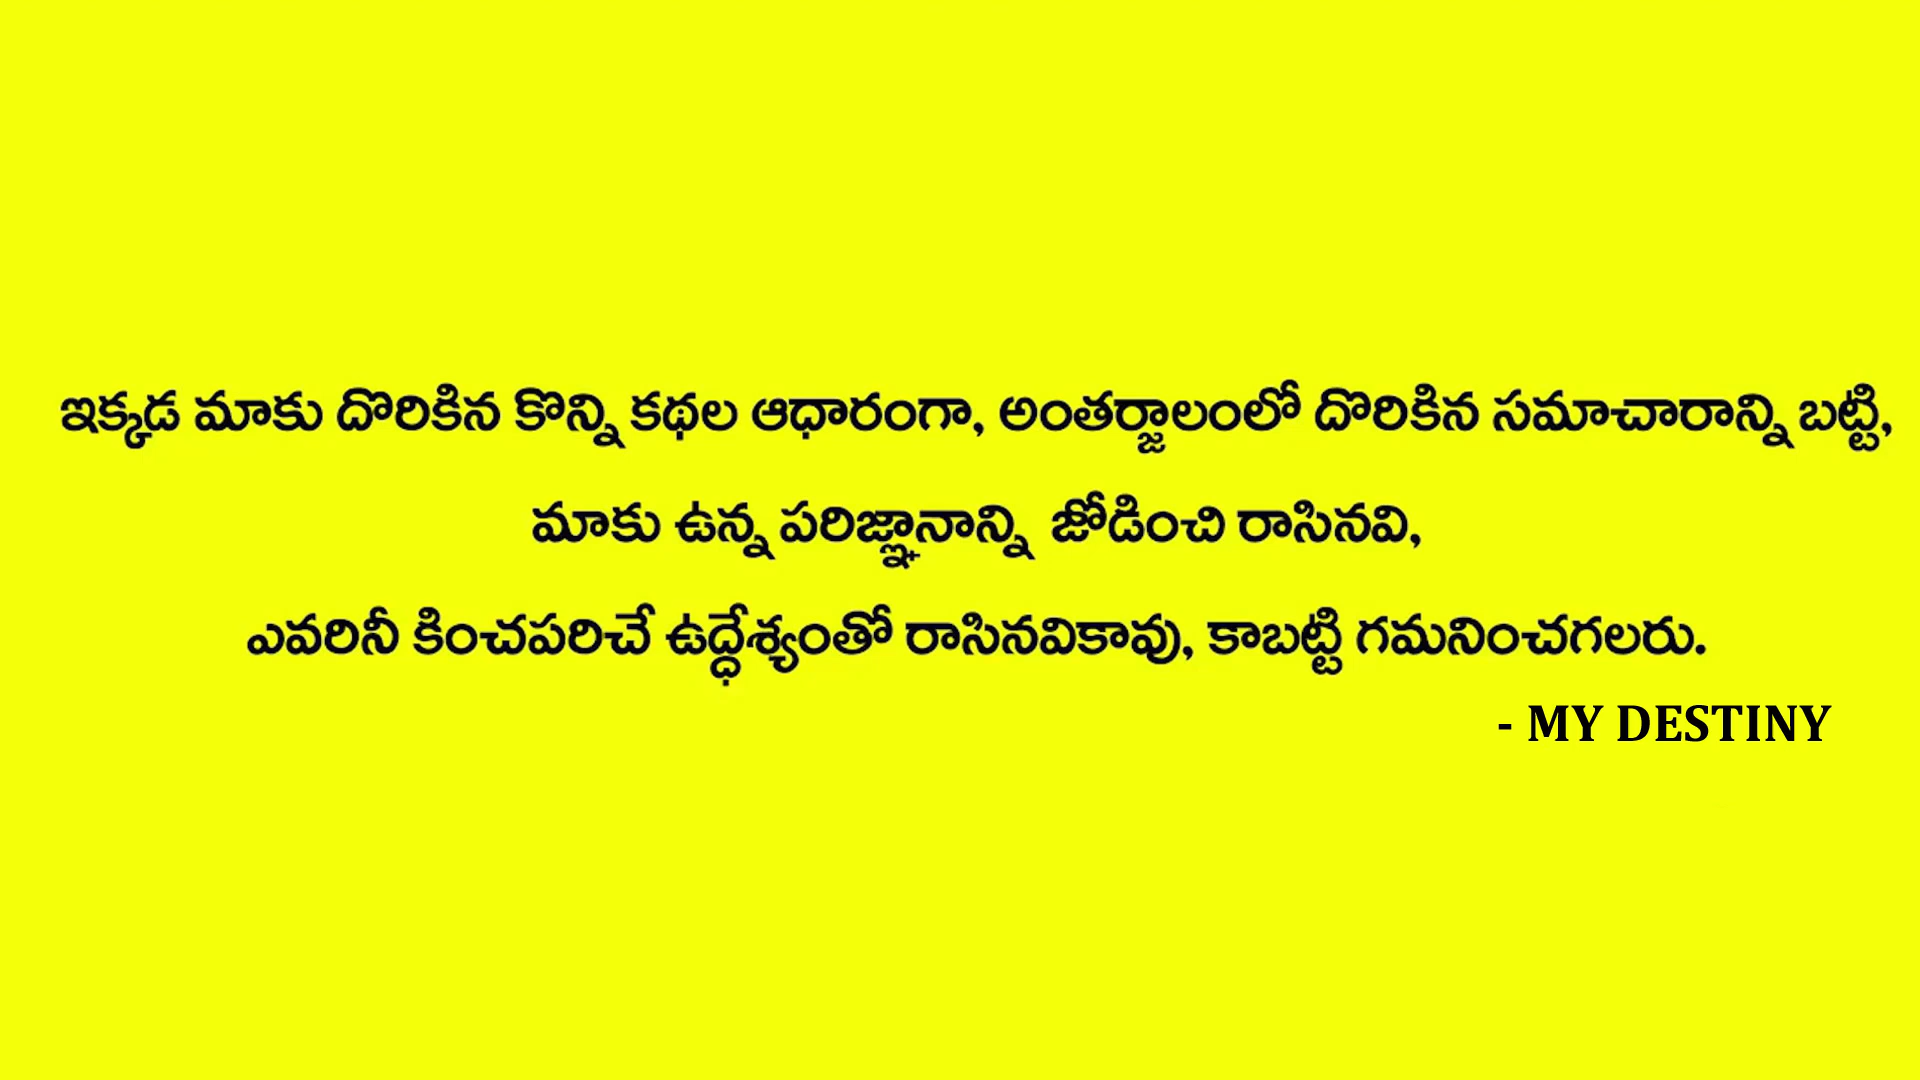 ఇక్కడ మాకు దొరికిన కొన్ని కథల ఆధారంగా, అంతర్జాలంలో దొరికిన సమాచారాన్ని బట్టి,
మాకు ఉన్న పరిజ్ఞానాన్ని జోడించి రాసినవి,
ఎవరినీ కించపరిచే ఉద్ధేశ్యంతో రాసినవికావు, కాబట్టి గమనించగలరు.
- MY DESTINY